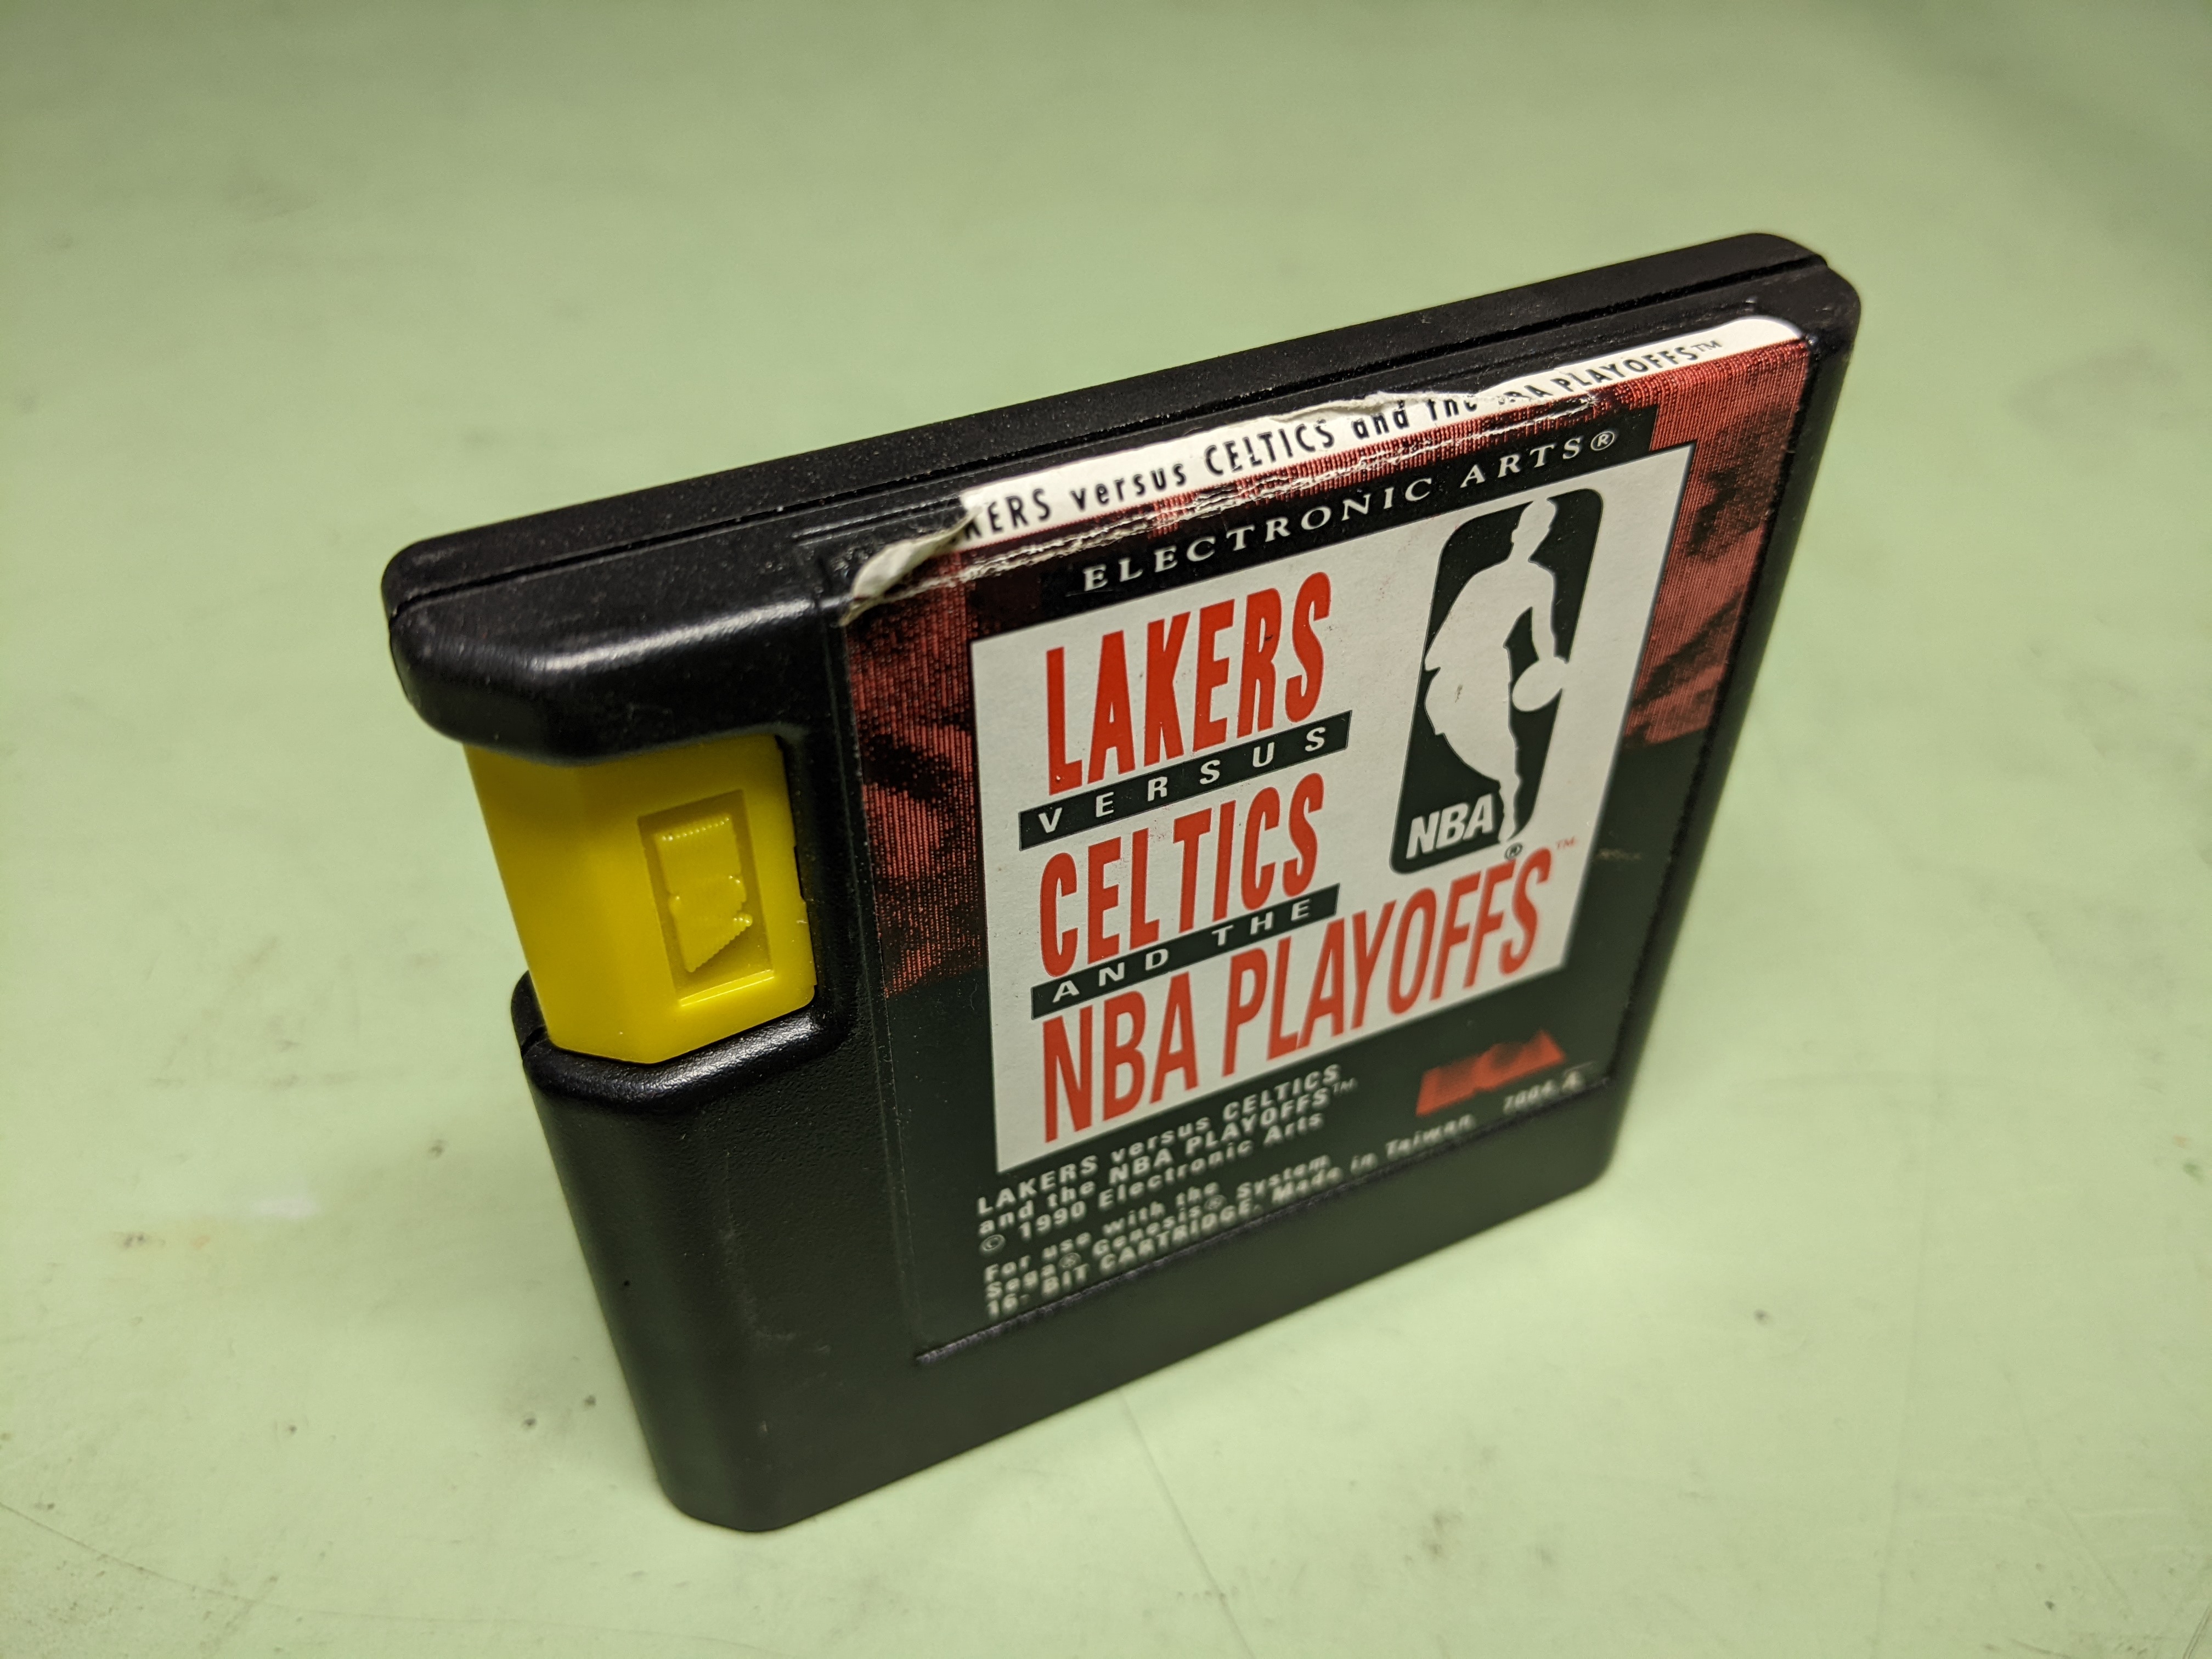 KERS versus CELTICS and the BA PLAYOFFS™
ELECTRONIC ARTS®
LAKERS
VERSUS
CELTICS
AND THE
NBA PLAYOFFS™
NBA
®
LAKERS versus CELTICS
and the NBA PLAYOFFS™
© 1990 Electronic Arts
For use with the
Sega® Genesis® System
16- BIT CARTRIDGE. Made in Taiwan.